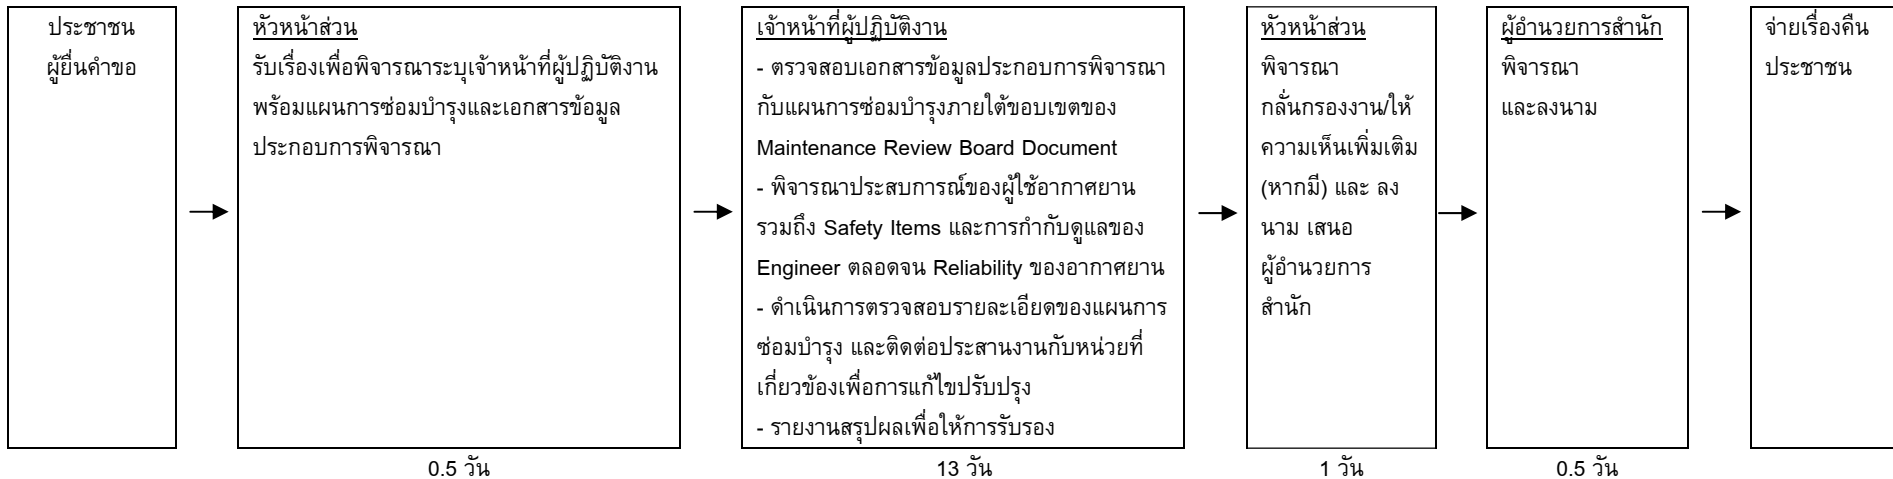 ประชาชน
ผู้ยื่นคำขอ
หัวหน้าส่วน
รับเรื่องเพื่อพิจารณาระบุเจ้าหน้าที่ผู้ปฏิบัติงาน
พร้อมแผนการซ่อมบำรุงและเอกสารข้อมูล
ประกอบการพิจารณา
0.5 วัน
เจ้าหน้าที่ผู้ปฏิบัติงาน
- ตรวจสอบเอกสารข้อมูลประกอบการพิจารณา
กับแผนการซ่อมบำรุงภายใต้ขอบเขตของ
Maintenance Review Board Document
- พิจารณาประสบการณ์ของผู้ใช้อากาศยาน
รวมถึง Safety Items และการกำกับดูแลของ
Engineer ตลอดจน Reliability ของอากาศยาน
- ดำเนินการตรวจสอบรายละเอียดของแผนการ
ซ่อมบำรุง และติดต่อประสานงานกับหน่วยที่
เกี่ยวข้องเพื่อการแก้ไขปรับปรุง
- รายงานสรุปผลเพื่อให้การรับรอง
13 วัน
หัวหน้าส่วน
พิจารณา
กลั่นกรองงาน/ให้
ความเห็นเพิ่มเติม
(หากมี) และ ลง
นาม เสนอ
ผู้อำนวยการ
สำนัก
1 วัน
ผู้อำนวยการสำนัก
พิจารณา
และลงนาม
0.5 วัน
จ่ายเรื่องคืน
ประชาชน